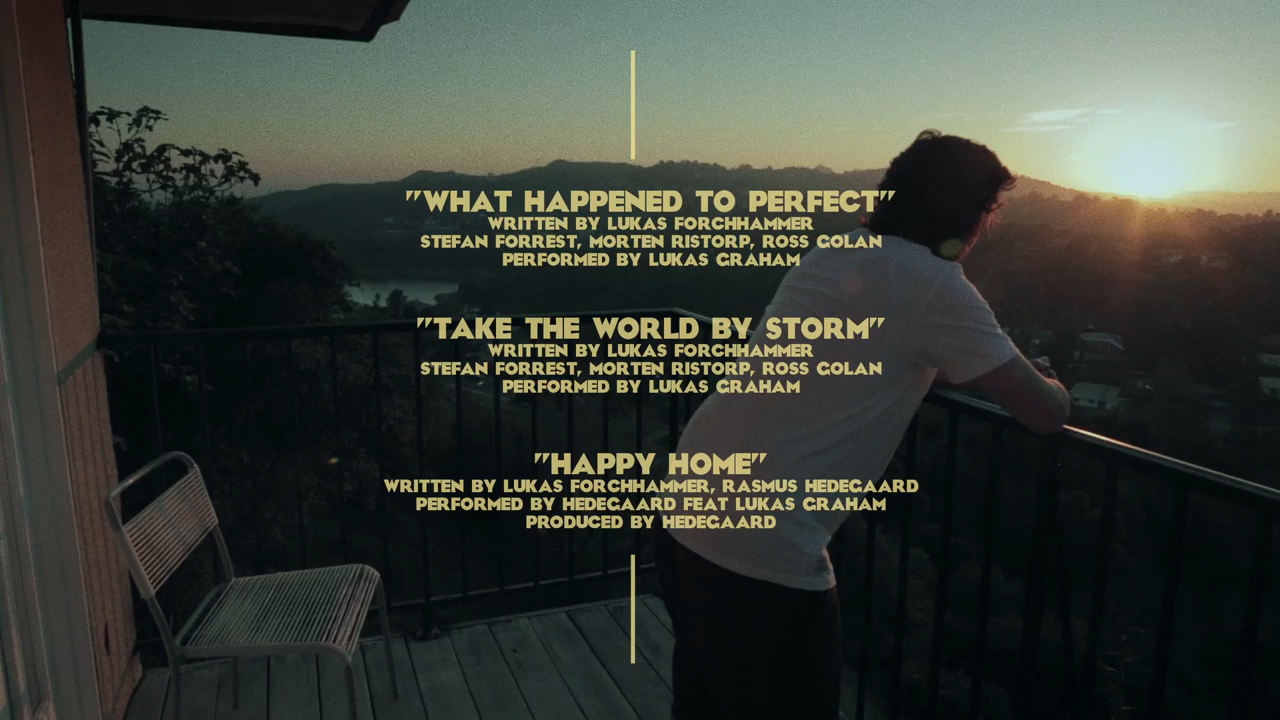 "WHAT HAPPENED TO PERFECT"
WRITTEN BY LUKAS FORCHHAMMER
STEFAN FORREST, MORTEN RISTORP, ROSS GOLAN
PERFORMED BY LUKAS GRAHAM
"TAKE THE WORLD BY STORM"
WRITTEN BY LUKAS FORCHHAMMER
STEFAN FORREST, MORTEN RISTORP, ROSS GOLAN
PERFORMED BY LUKAS GRAHAM
"HAPPY HOME"
WRITTEN BY LUKAS FORCHHAMMER, RASMUS HEDEGAARD
PERFORMED BY HEDEGAARD FEAT LUKAS GRAHAM
PRODUCED BY HEDEGAARD